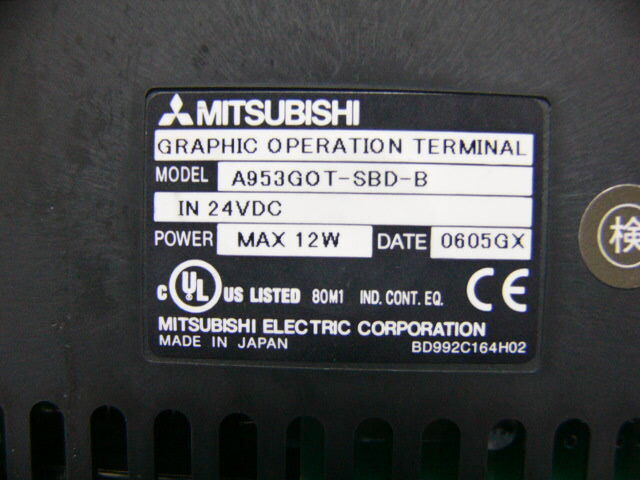 MITSUBISHI
GRAPHIC OPERATION TERMINAL
MODEL A953GOT-SBD-B
IN 24VDC
POWER MAX 12W DATE 0605GX
C UL US LISTED 80M1 IND. CONT. EQ. CE
MITSUBISHI ELECTRIC CORPORATION
MADE IN JAPAN BD992C164H02
検